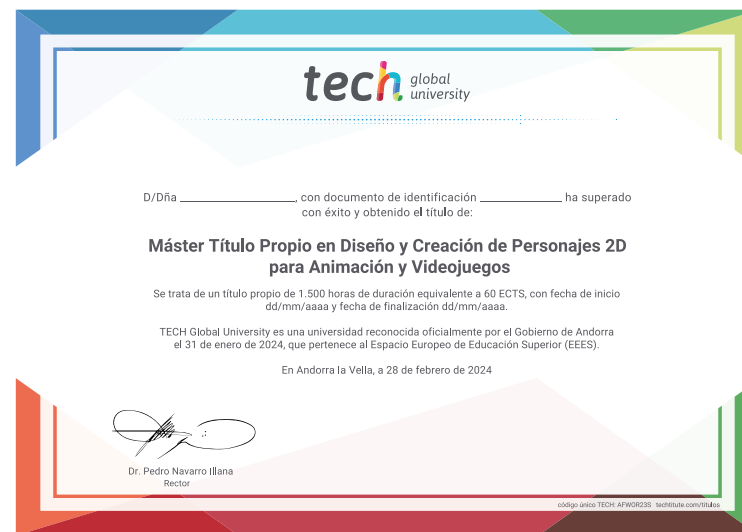 tech global university
D/Dña ____________, con documento de identificación ____________ ha superado
con éxito y obtenido el título de:
Máster Título Propio en Diseño y Creación de Personajes 2D
para Animación y Videojuegos
Se trata de un título propio de 1.500 horas de duración equivalente a 60 ECTS, con fecha de inicio
dd/mm/aaaa y fecha de finalización dd/mm/aaaa.
TECH Global University es una universidad reconocida oficialmente por el Gobierno de Andorra
el 31 de enero de 2024, que pertenece al Espacio Europeo de Educación Superior (EEES).
En Andorra la Vella, a 28 de febrero de 2024
Dr. Pedro Navarro Illana
Rector
código único TECH: AFWOR23S techtitute.com/titulos